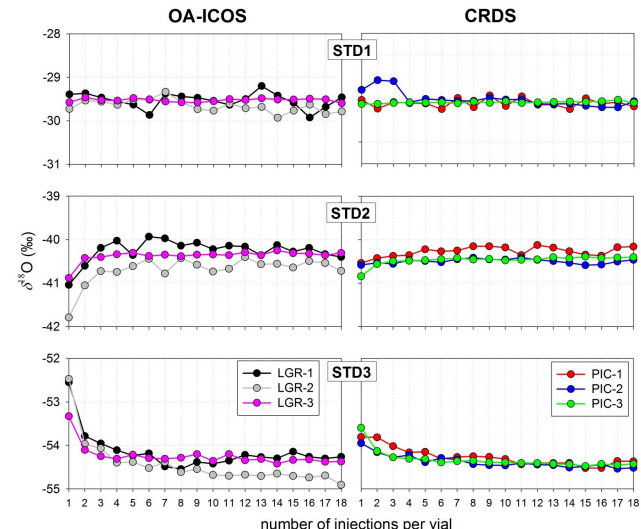 OA-ICOS CRDS
-28
STD1
-29
-30
-31
-39
STD2
-40
-41
-42
δ¹⁸O (‰)
-52
STD3
LGR-1
LGR-2
LGR-3
PIC-1
PIC-2
PIC-3
-53
-54
-55
1 2 3 4 5 6 7 8 9 10 11 12 13 14 15 16 17 18 1 2 3 4 5 6 7 8 9 10 11 12 13 14 15 16 17 18
number of injections per vial